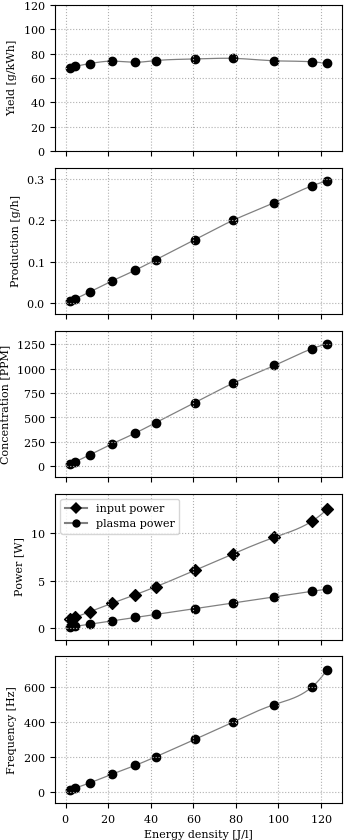 120
100
80
60
40
20
0
Yield [g/kWh]
0.3
0.2
0.1
0.0
Production [g/h]
1250
1000
750
500
250
0
Concentration [PPM]
input power
plasma power
10
5
0
Power [W]
600
400
200
0
Frequency [Hz]
0 20 40 60 80 100 120
Energy density [J/l]